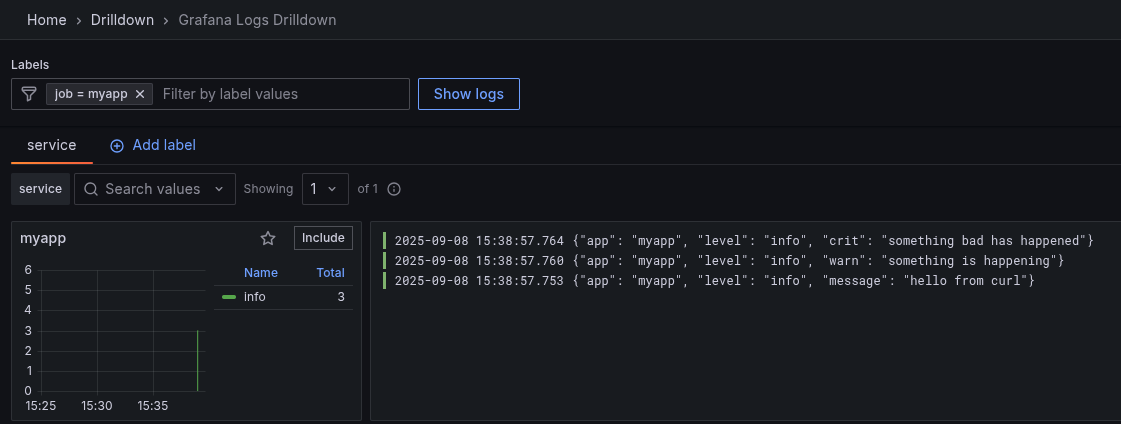 Home > Drilldown > Grafana Logs Drilldown
Labels
job = myapp × Filter by label values
Show logs
service
Add label
service Search values Showing 1 of 1
myapp
Include
Name Total
info 3
6
5
4
3
2
1
0
15:25 15:30 15:35
2025-09-08 15:38:57.764 {"app": "myapp", "level": "info", "crit": "something bad has happened"}
2025-09-08 15:38:57.760 {"app": "myapp", "level": "info", "warn": "something is happening"}
2025-09-08 15:38:57.753 {"app": "myapp", "level": "info", "message": "hello from curl"}